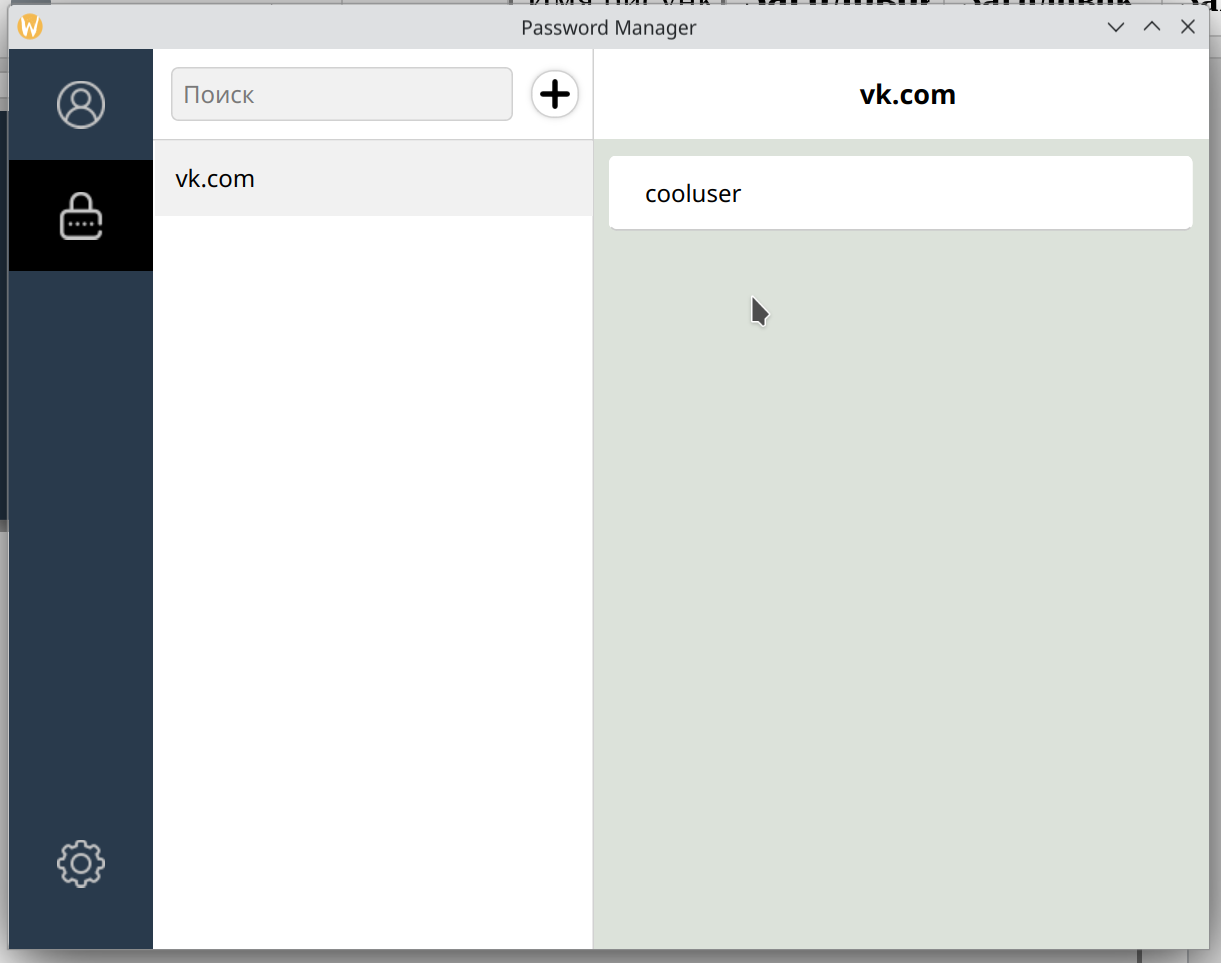 Password Manager
Поиск
vk.com
vk.com
cooluser